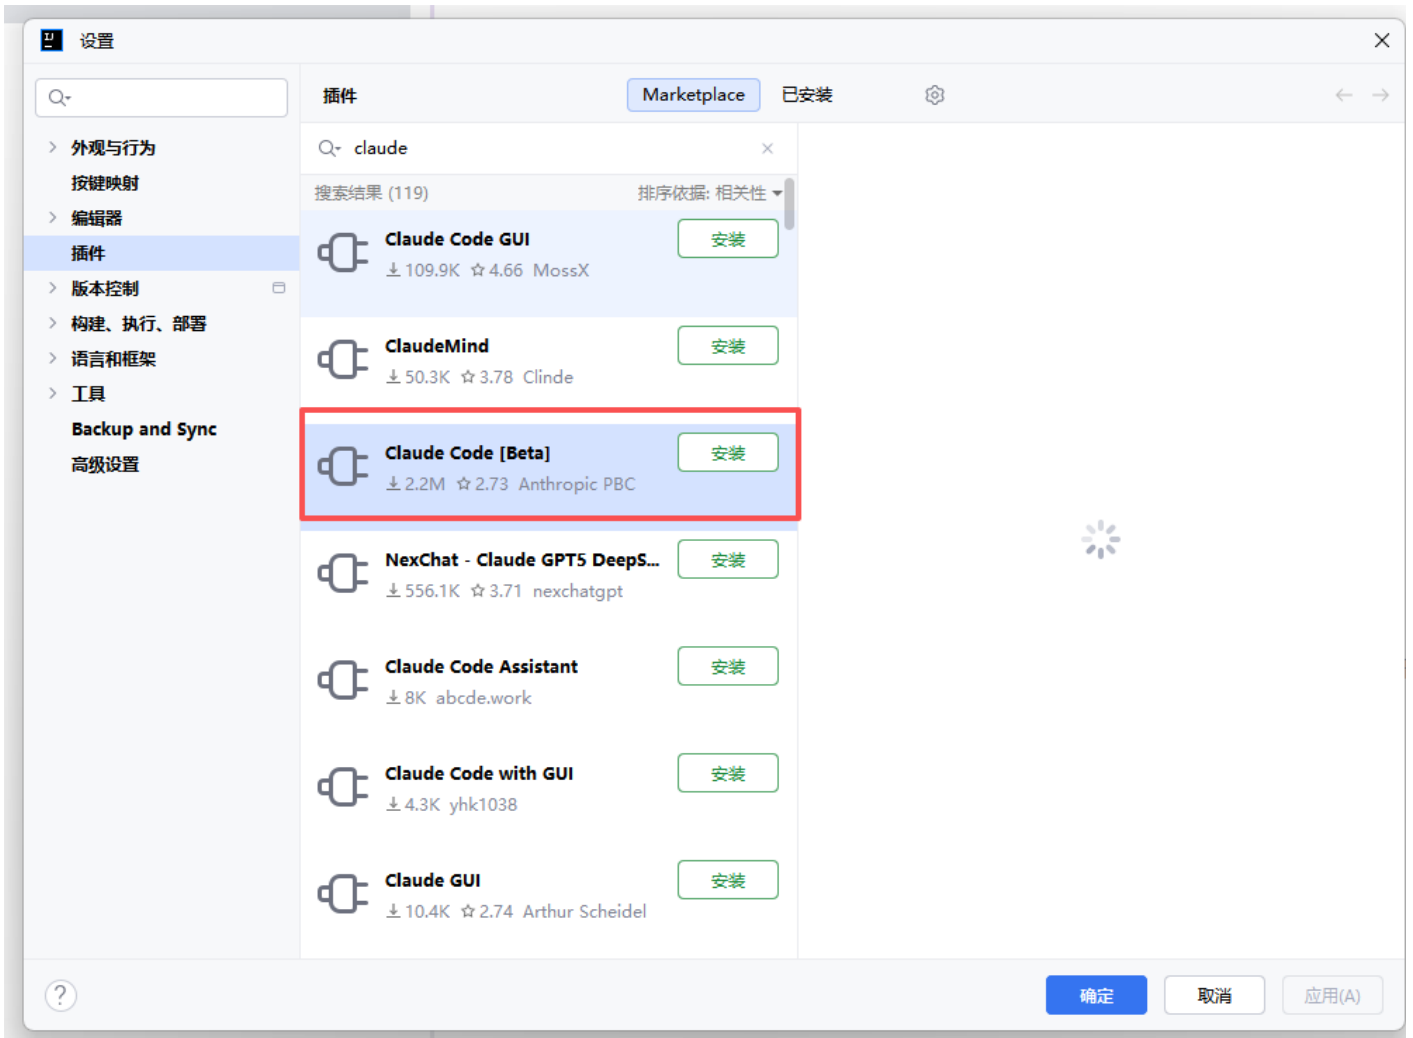 设置
插件
Marketplace
已安装
外观与行为
按键映射
编辑器
插件
版本控制
构建、执行、部署
语言和框架
工具
Backup and Sync
高级设置
claude
搜索结果 (119)
排序依据: 相关性
Claude Code GUI
安装
109.9K 4.66 MossX
ClaudeMind
安装
50.3K 3.78 Clinde
Claude Code [Beta]
安装
2.2M 2.73 Anthropic PBC
NexChat - Claude GPT5 DeepS...
安装
556.1K 3.71 nexchatgpt
Claude Code Assistant
安装
8K abcde.work
Claude Code with GUI
安装
4.3K yhk1038
Claude GUI
安装
10.4K 2.74 Arthur Scheidel
?
确定
取消
应用(A)